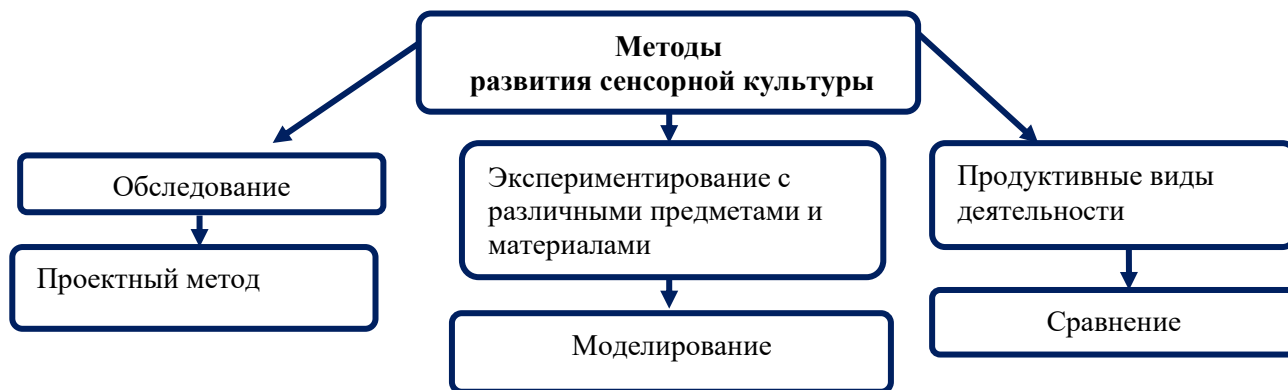 Методы
развития сенсорной культуры
Обследование
Экспериментирование с
различными предметами и
материалами
Продуктивные виды
деятельности
Проектный метод
Моделирование
Сравнение